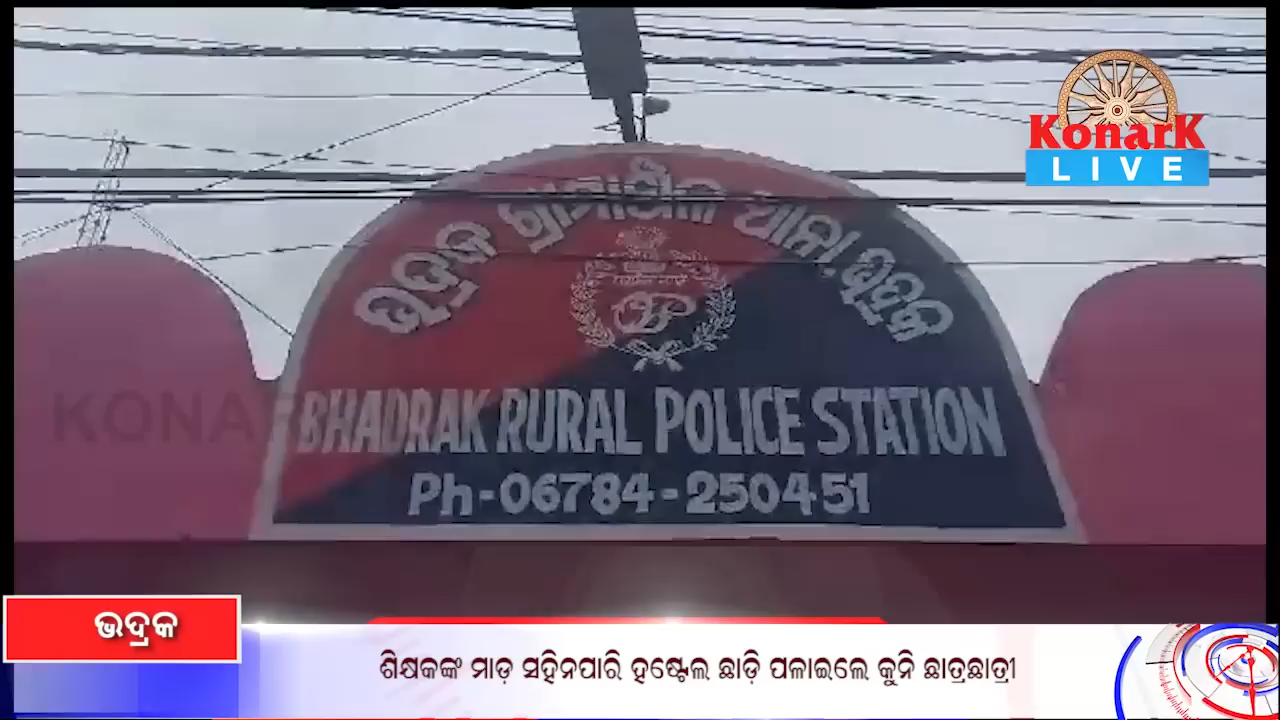 KonarK
LIVE
ଭଦ୍ରକ ଗ୍ରାମାଞ୍ଚଳ ଥାନା, ଭଦ୍ରକ
BHADRAK RURAL POLICE STATION
Ph-06784-250451
ଭଦ୍ରକ
ଶିକ୍ଷକଙ୍କ ମାଡ଼ ସହିନପାରି ହଷ୍ଟେଲ ଛାଡ଼ି ପଳାଇଲେ କୁନି ଛାତ୍ରଛାତ୍ରୀ